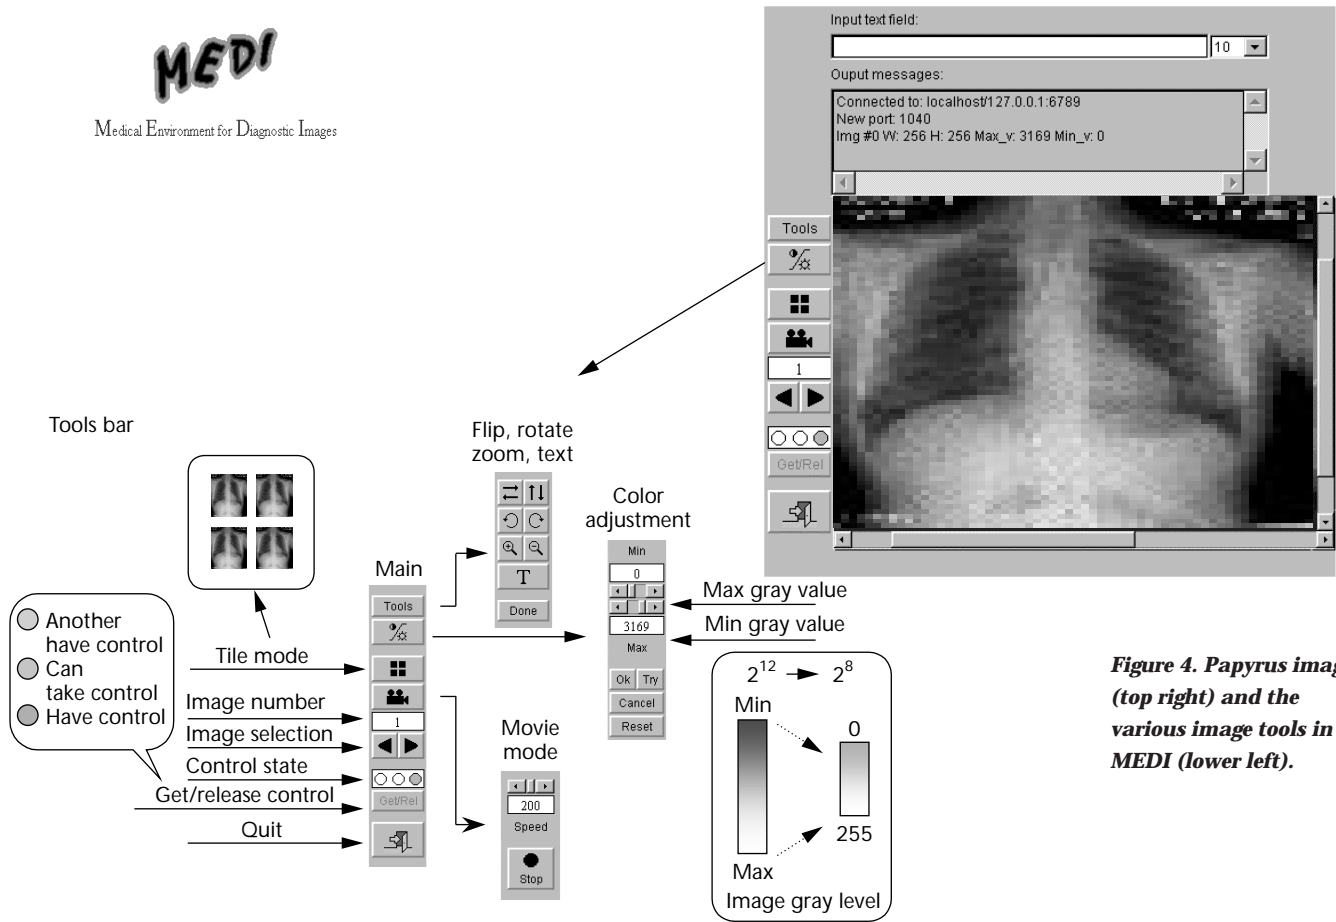 MEDI
Medical Environment for Diagnostic Images
Input text field:
10
Ouput messages:
Connected to: localhost/127.0.0.1:6789
New port: 1040
Img #0 W: 256 H: 256 Max_v: 3169 Min_v: 0
Tools
1
Get/Rel
Tools bar
Flip, rotate
zoom, text
T
Done
Color
adjustment
Min
0
3169
Max
Ok Try
Cancel
Reset
Max gray value
Min gray value
Main
Tools
1
Get/Rel
Another
have control
Can
take control
Have control
Tile mode
Image number
Image selection
Control state
Get/release control
Quit
Movie
mode
200
Speed
Stop
2^12 2^8
Min
0
255
Max
Image gray level
Figure 4. Papyrus imag
(top right) and the
various image tools in
MEDI (lower left).